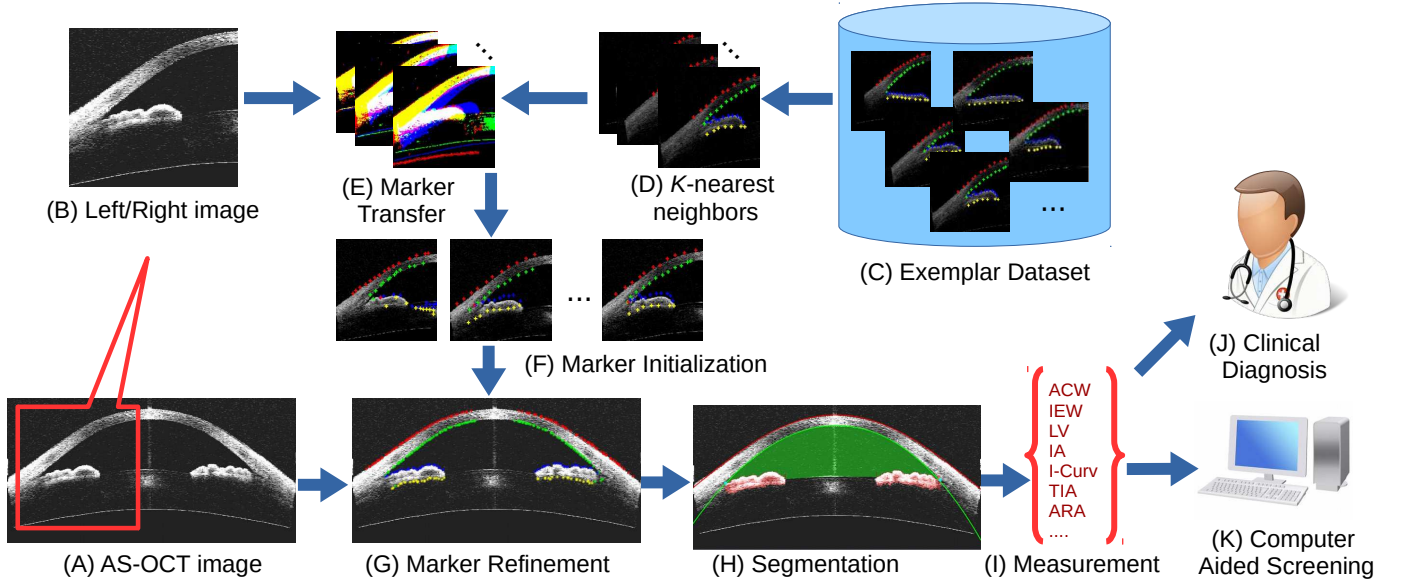 (B) Left/Right image
(E) Marker
Transfer
(D) K-nearest
neighbors
...
(C) Exemplar Dataset
...
(F) Marker Initialization
(J) Clinical
Diagnosis
ACW
IEW
LV
IA
I-Curv
TIA
ARA
....
(A) AS-OCT image
(G) Marker Refinement
(H) Segmentation
(I) Measurement
(K) Computer
Aided Screening